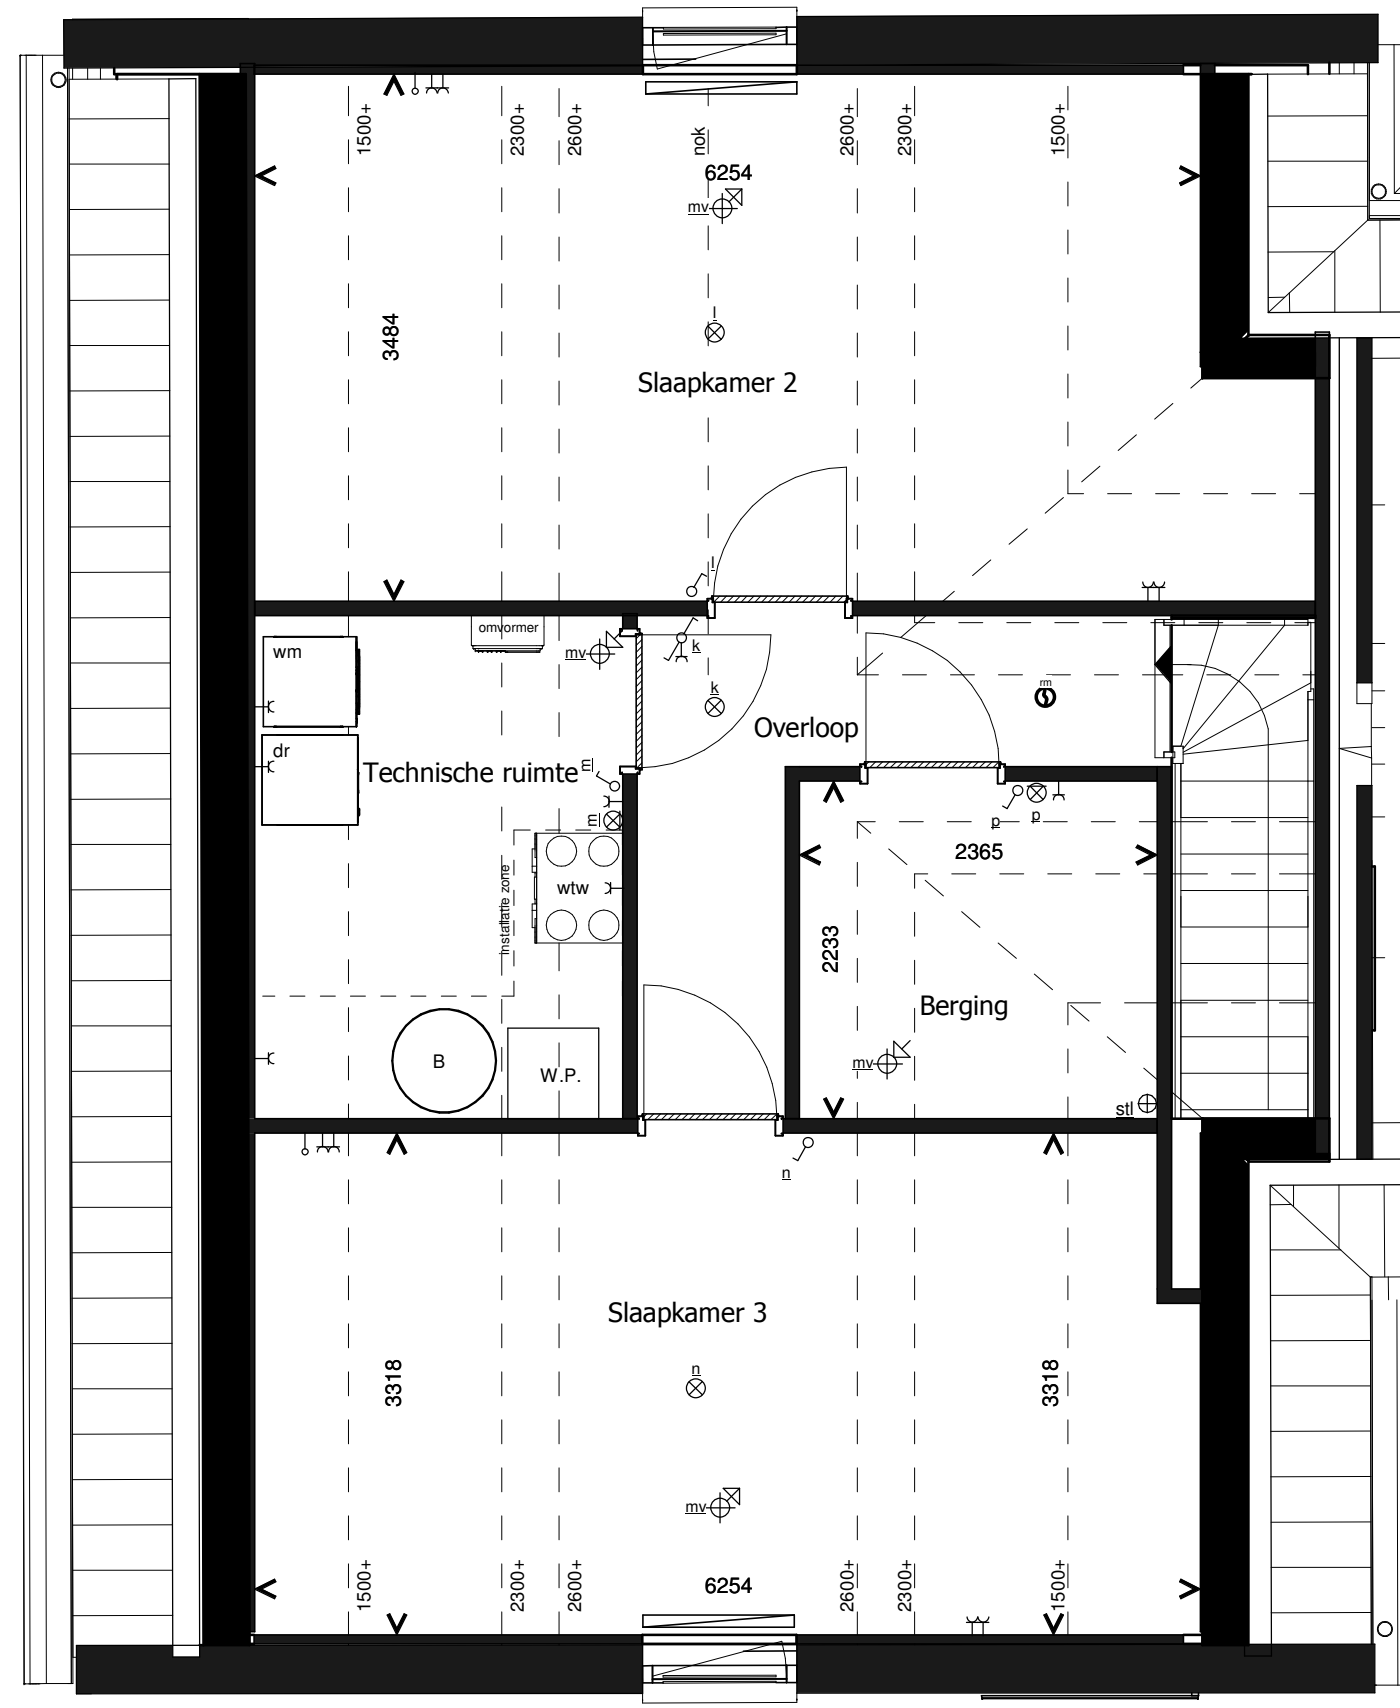 1500+
2300+
2600+
nok
2600+
2300+
1500+
6254
mv
3484
l
Slaapkamer 2
l
omvormer
wm
mv
k
k
rm
Overloop
dr
Technische ruimte
m
m
p
p
2365
installatie zone
wtw
2233
Berging
B
W.P.
mv
stl
n
Slaapkamer 3
3318
n
3318
mv
1500+
2300+
2600+
6254
2600+
2300+
1500+